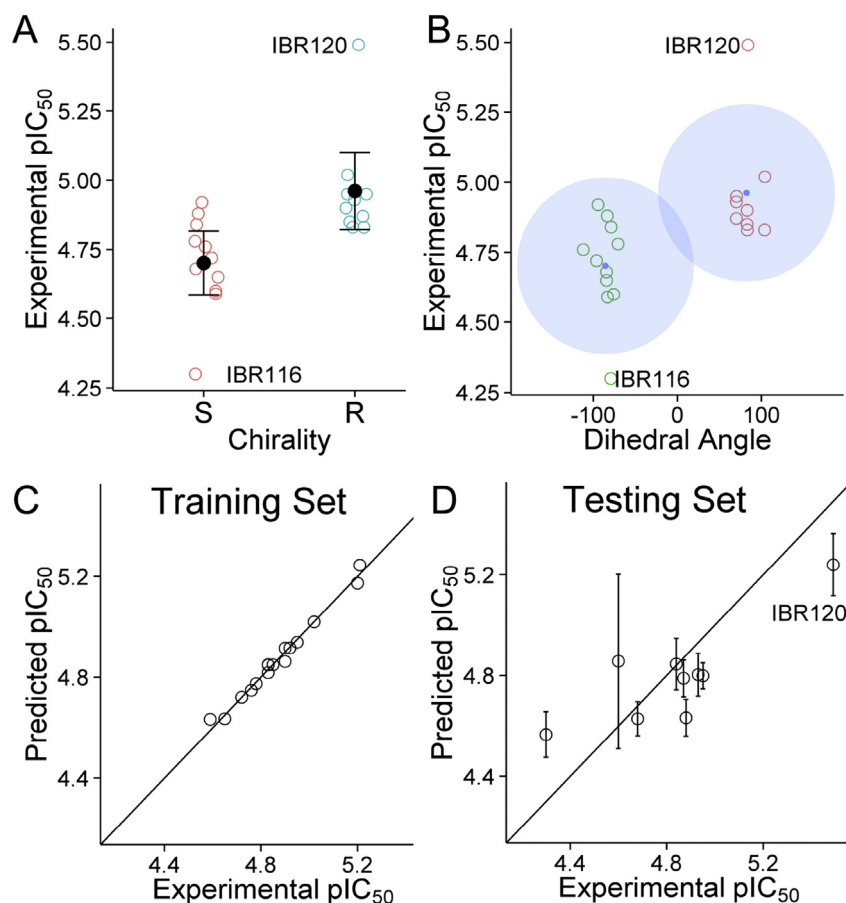 A
Experimental pIC50
5.50
5.25
5.00
4.75
4.50
4.25
IBR120
IBR116
S R
Chirality
B
Experimental pIC50
5.50
5.25
5.00
4.75
4.50
4.25
IBR120
IBR116
-100 0 100
Dihedral Angle
C Training Set
Predicted pIC50
5.2
4.8
4.4
4.4 4.8 5.2
Experimental pIC50
D Testing Set
Predicted pIC50
5.2
4.8
4.4
IBR120
4.4 4.8 5.2
Experimental pIC50